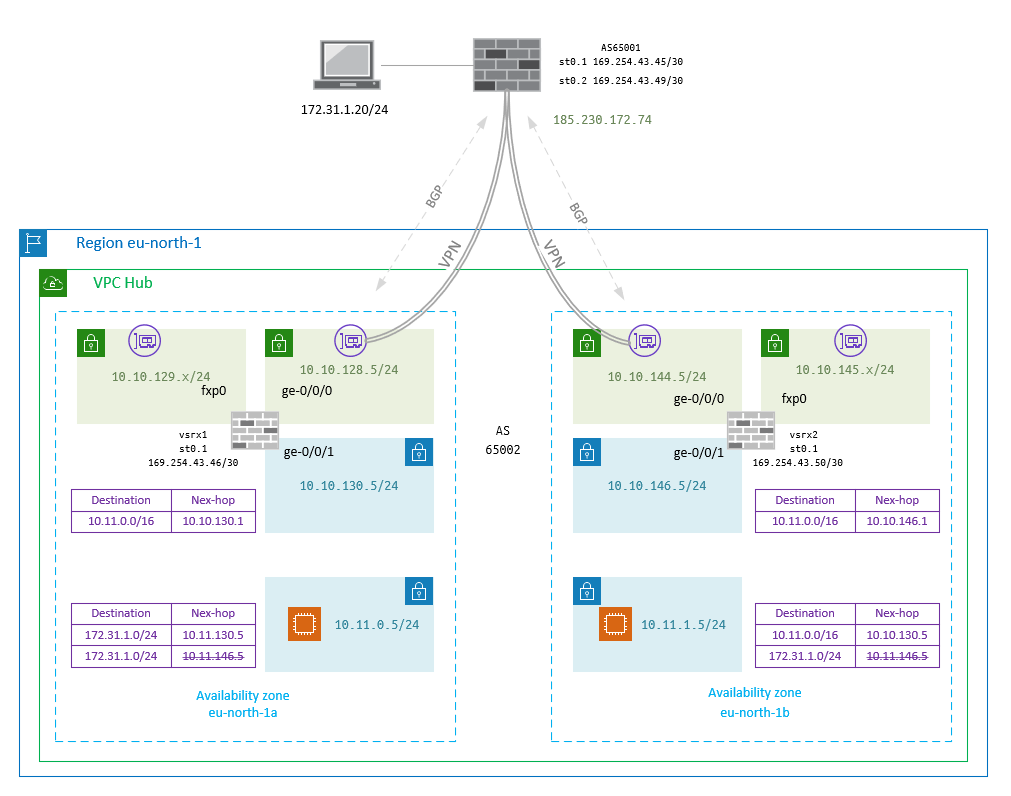 AS65001
st0.1 169.254.43.45/30
st0.2 169.254.43.49/30
172.31.1.20/24
185.230.172.74
BGP
BGP
VPN
VPN
Region eu-north-1
VPC Hub
10.10.129.x/24
fxp0
10.10.128.5/24
ge-0/0/0
vsrx1
st0.1
169.254.43.46/30
ge-0/0/1
10.10.130.5/24
Destination Nex-hop
10.11.0.0/16 10.10.130.1
10.11.0.5/24
Destination Nex-hop
172.31.1.0/24 10.11.130.5
172.31.1.0/24 10.11.146.5
Availability zone
eu-north-1a
AS
65002
10.10.144.5/24
ge-0/0/0
10.10.145.x/24
fxp0
vsrx2
st0.1
169.254.43.50/30
ge-0/0/1
10.10.146.5/24
Destination Nex-hop
10.11.0.0/16 10.10.146.1
10.11.1.5/24
Destination Nex-hop
10.11.0.0/16 10.10.130.5
172.31.1.0/24 10.11.146.5
Availability zone
eu-north-1b